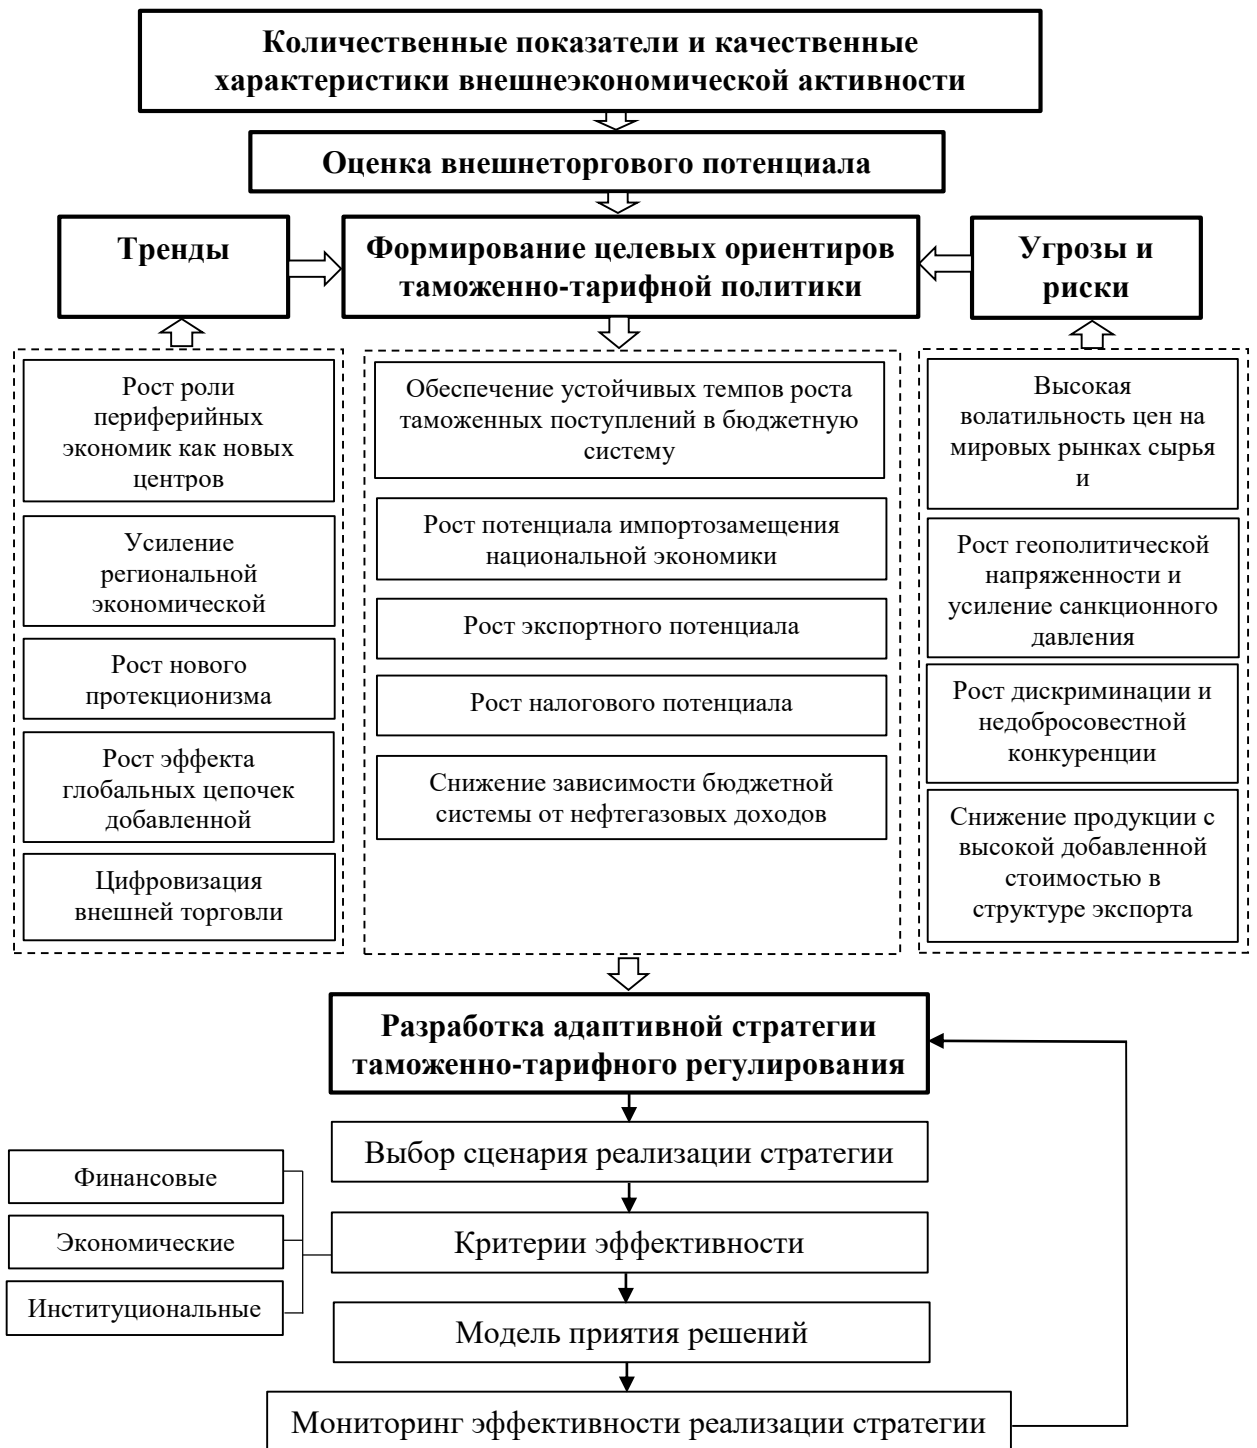 Количественные показатели и качественные
характеристики внешнеэкономической активности
Оценка внешнеторгового потенциала
Тренды
Формирование целевых ориентиров
таможенно-тарифной политики
Угрозы и
риски
Рост роли
периферийных
экономик как новых
центров
Усиление
региональной
экономической
Рост нового
протекционизма
Рост эффекта
глобальных цепочек
добавленной
Цифровизация
внешней торговли
Обеспечение устойчивых темпов роста
таможенных поступлений в бюджетную
систему
Рост потенциала импортозамещения
национальной экономики
Рост экспортного потенциала
Рост налогового потенциала
Снижение зависимости бюджетной
системы от нефтегазовых доходов
Высокая
волатильность цен на
мировых рынках сырья
и
Рост геополитической
напряженности и
усиление санкционного
давления
Рост дискриминации и
недобросовестной
конкуренции
Снижение продукции с
высокой добавленной
стоимостью в
структуре экспорта
Разработка адаптивной стратегии
таможенно-тарифного регулирования
Выбор сценария реализации стратегии
Финансовые
Экономические
Институциональные
Критерии эффективности
Модель приятия решений
Мониторинг эффективности реализации стратегии